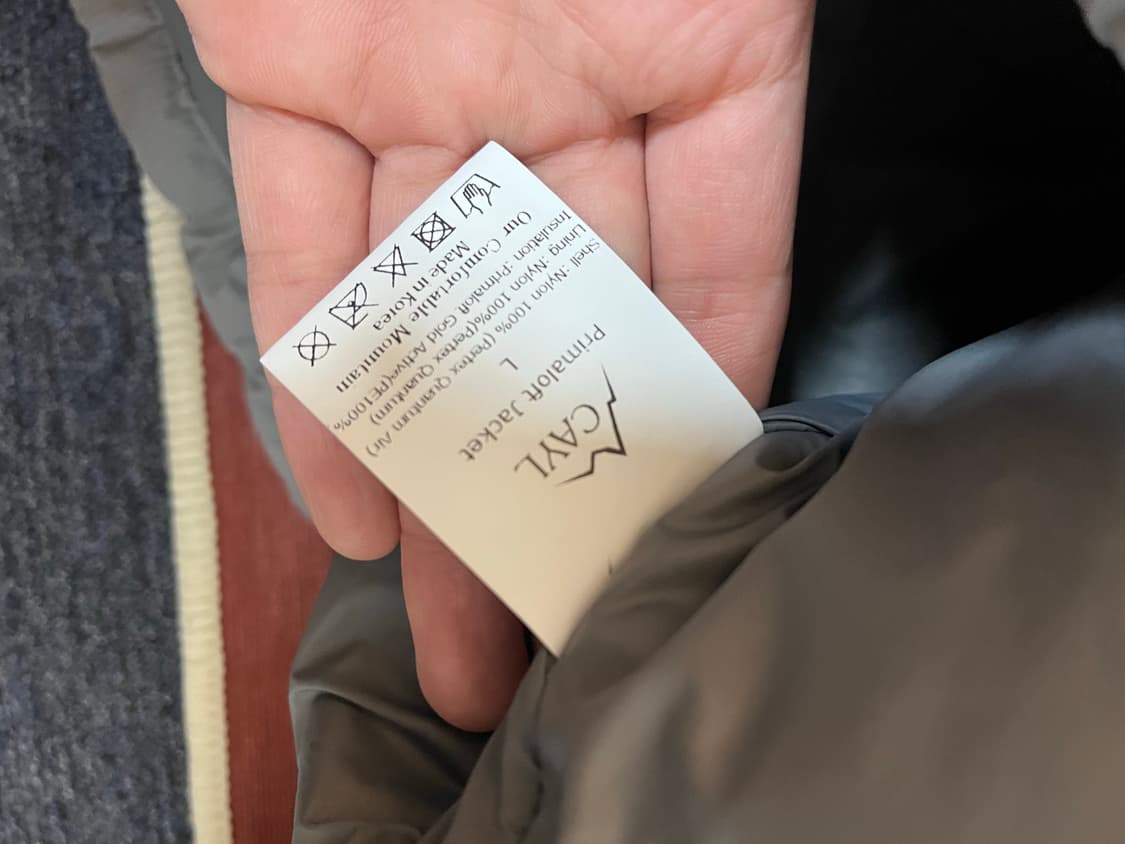 CAYL
Primaloft Jacket
L
Shell :Nylon 100% (Pertex Quantum Air)
Lining :Nylon 100%(Pertex Quantum)
Insulation :Primaloft Gold Active(PE100%
Our Comfortable Mountain
Made in Korea